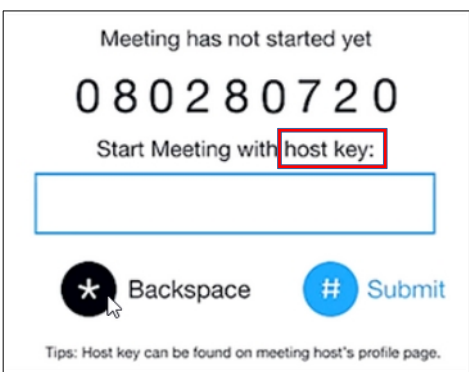 Meeting has not started yet
080280720
Start Meeting with host key:
* Backspace # Submit
Tips: Host key can be found on meeting host's profile page.